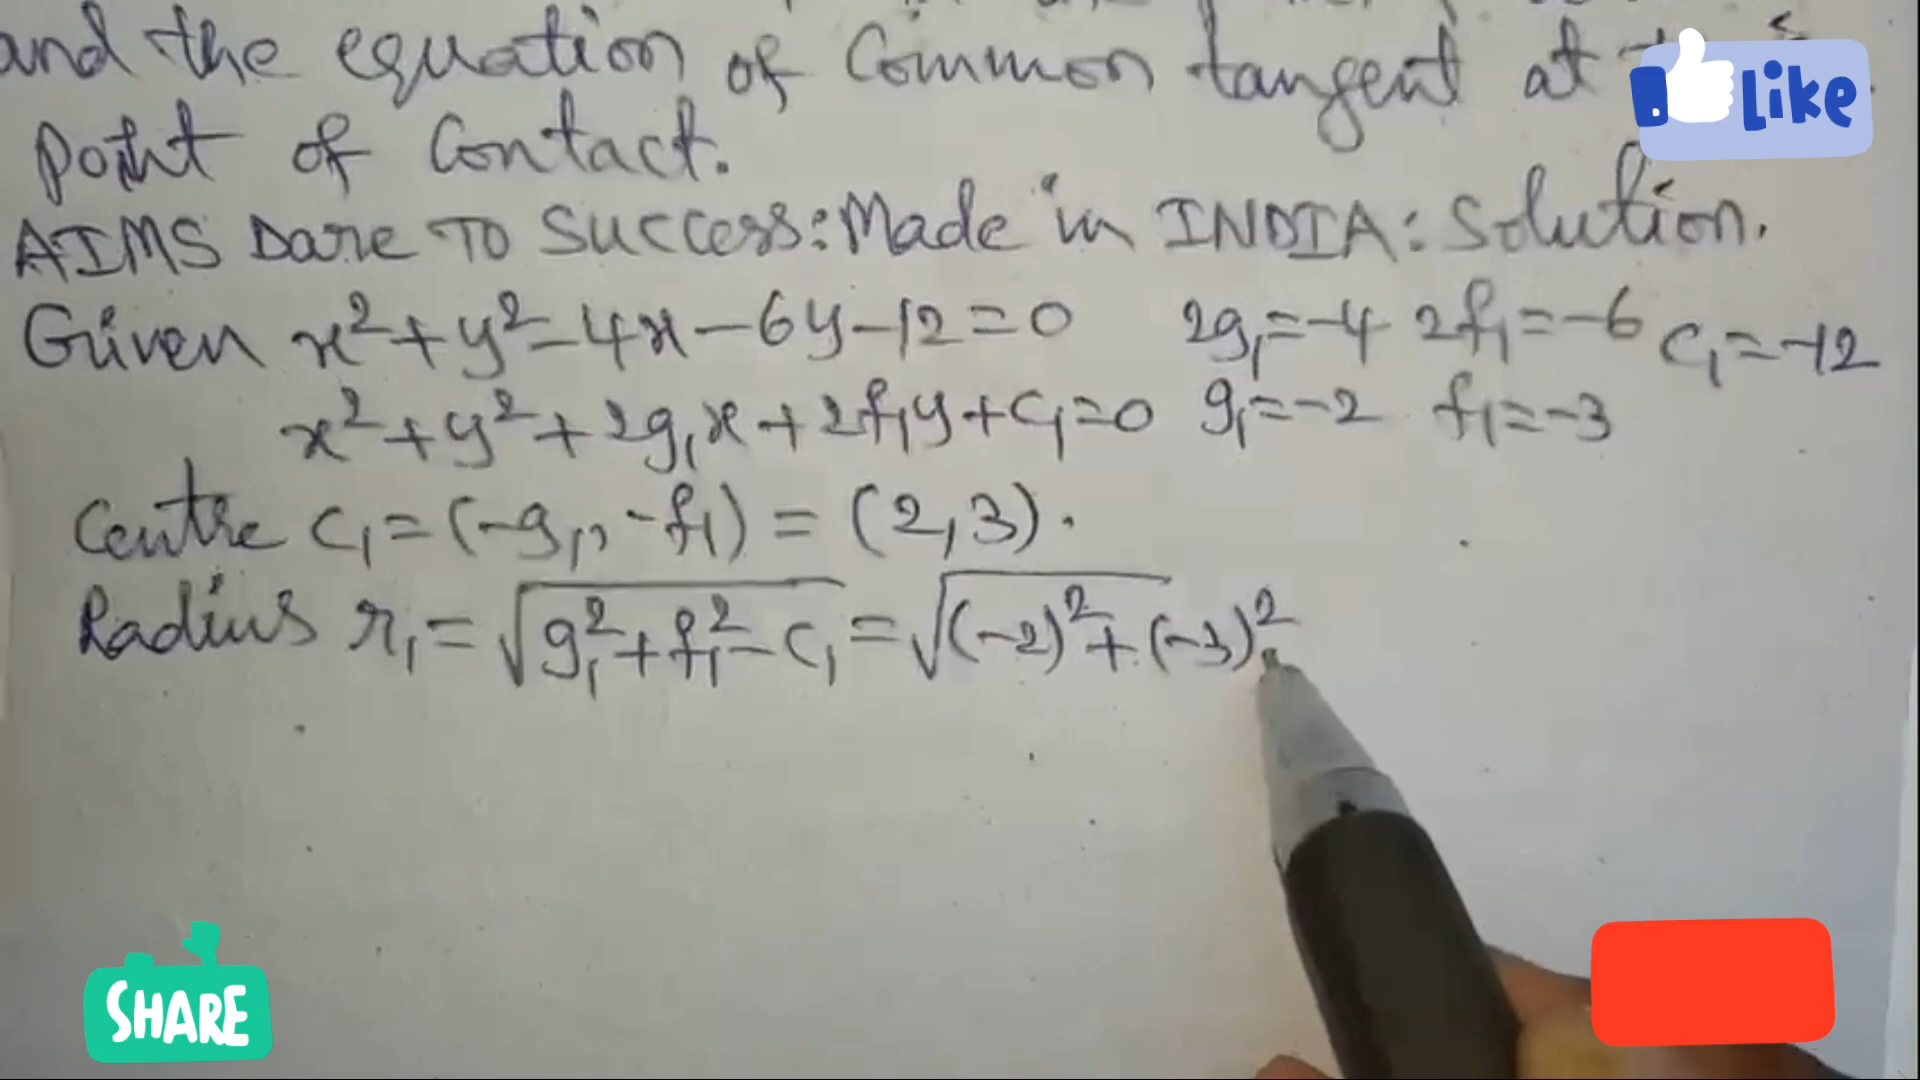 and the equation of Common tangent at
Like
point of Contact.
AIMS Dare TO Success: Made in INDIA: Solution.
Given x²+y²-4x-6y-12=0 2g₁=-4 2f₁=-6 c₁=-12
x²+y²+2g₁x+2f₁y+c₁=0 g₁=-2 f₁=-3
Centre C₁=(-g₁, -f₁) = (2,3).
Radius r₁=√g₁²+f₁²-c₁=√(-2)²+(-3)²
SHARE